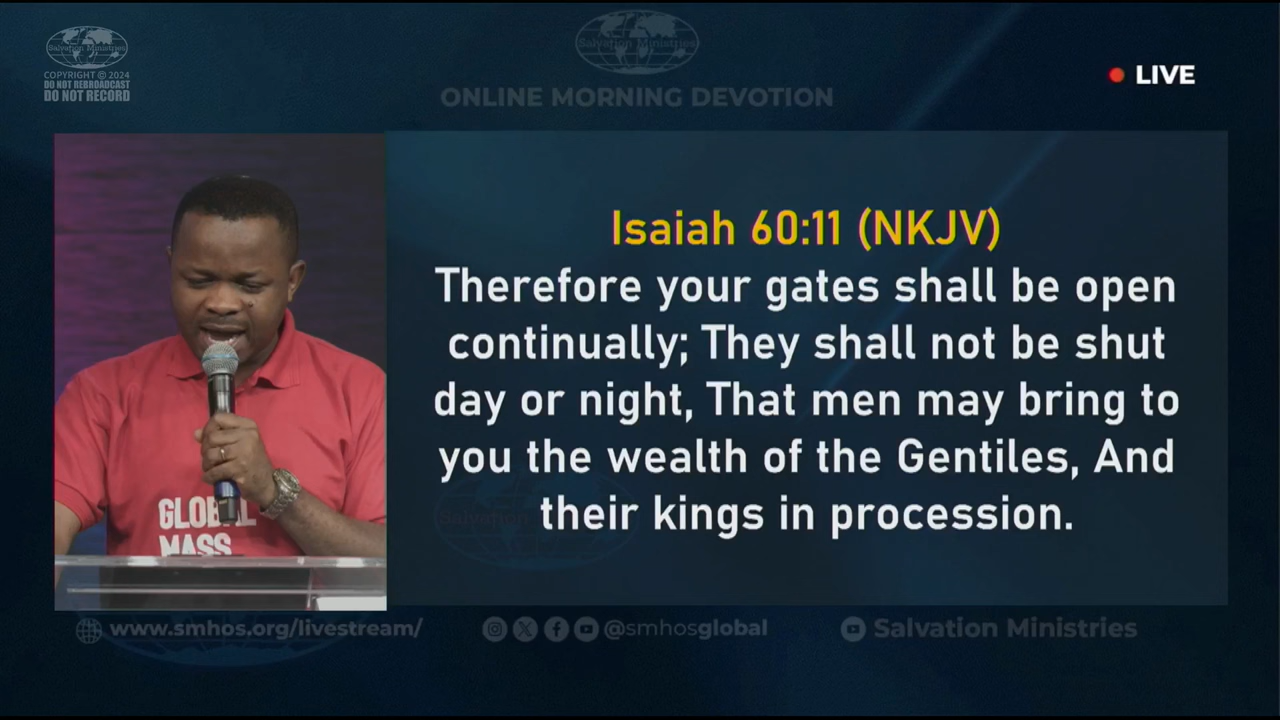 Salvation Ministries
COPYRIGHT © 2024
DO NOT REBROADCAST
DO NOT RECORD
Salvation Ministries
ONLINE MORNING DEVOTION
LIVE
Isaiah 60:11 (NKJV)
Therefore your gates shall be open
continually; They shall not be shut
day or night, That men may bring to
you the wealth of the Gentiles, And
their kings in procession.
GLOBAL
MASS
Salvation
www.smhos.org/livestream/
@smhosglobal
Salvation Ministries